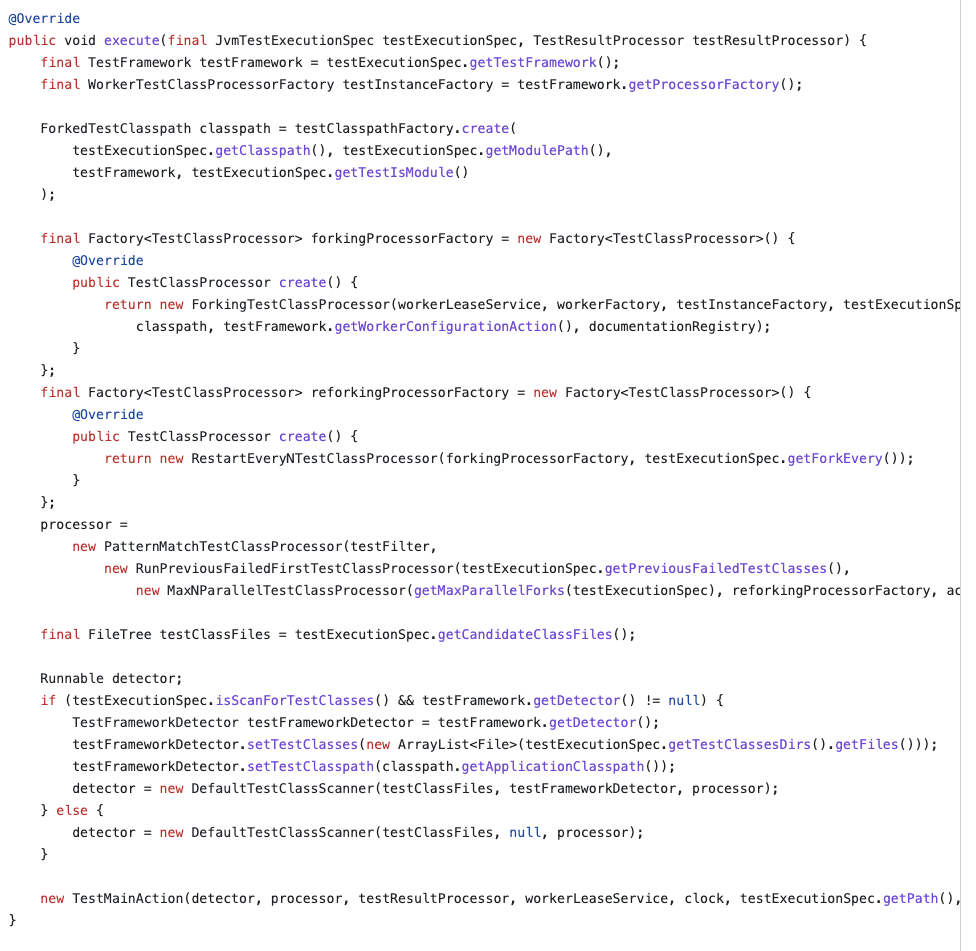 @Override
public void execute(final JvmTestExecutionSpec testExecutionSpec, TestResultProcessor testResultProcessor) {
    final TestFramework testFramework = testExecutionSpec.getTestFramework();
    final WorkerTestClassProcessorFactory testInstanceFactory = testFramework.getProcessorFactory();

    ForkedTestClasspath classpath = testClasspathFactory.create(
        testExecutionSpec.getClasspath(), testExecutionSpec.getModulePath(),
        testFramework, testExecutionSpec.getTestIsModule()
    );

    final Factory<TestClassProcessor> forkingProcessorFactory = new Factory<TestClassProcessor>() {
        @Override
        public TestClassProcessor create() {
            return new ForkingTestClassProcessor(workerLeaseService, workerFactory, testInstanceFactory, testExecutionSp
                classpath, testFramework.getWorkerConfigurationAction(), documentationRegistry);
        }
    };
    final Factory<TestClassProcessor> reforkingProcessorFactory = new Factory<TestClassProcessor>() {
        @Override
        public TestClassProcessor create() {
            return new RestartEveryNTestClassProcessor(forkingProcessorFactory, testExecutionSpec.getForkEvery());
        }
    };
    processor =
        new PatternMatchTestClassProcessor(testFilter,
            new RunPreviousFailedFirstTestClassProcessor(testExecutionSpec.getPreviousFailedTestClasses(),
                new MaxNParallelTestClassProcessor(getMaxParallelForks(testExecutionSpec), reforkingProcessorFactory, ac

    final FileTree testClassFiles = testExecutionSpec.getCandidateClassFiles();

    Runnable detector;
    if (testExecutionSpec.isScanForTestClasses() && testFramework.getDetector() != null) {
        TestFrameworkDetector testFrameworkDetector = testFramework.getDetector();
        testFrameworkDetector.setTestClasses(new ArrayList<File>(testExecutionSpec.getTestClassesDirs().getFiles()));
        testFrameworkDetector.setTestClasspath(classpath.getApplicationClasspath());
        detector = new DefaultTestClassScanner(testClassFiles, testFrameworkDetector, processor);
    } else {
        detector = new DefaultTestClassScanner(testClassFiles, null, processor);
    }

    new TestMainAction(detector, processor, testResultProcessor, workerLeaseService, clock, testExecutionSpec.getPath(),
}